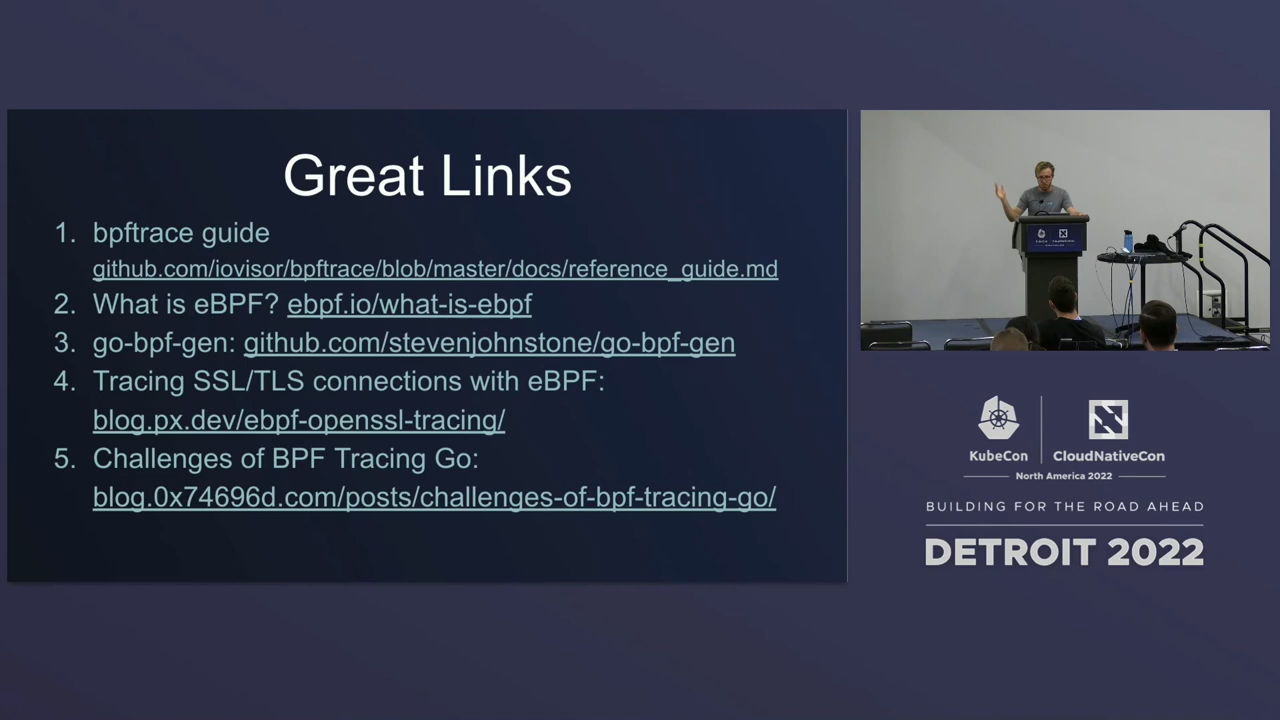 Great Links
1. bpftrace guide
github.com/iovisor/bpftrace/blob/master/docs/reference_guide.md
2. What is eBPF? ebpf.io/what-is-ebpf
3. go-bpf-gen: github.com/stevenjohnstone/go-bpf-gen
4. Tracing SSL/TLS connections with eBPF:
blog.px.dev/ebpf-openssl-tracing/
5. Challenges of BPF Tracing Go:
blog.0x74696d.com/posts/challenges-of-bpf-tracing-go/
KubeCon
CloudNativeCon
North America 2022
BUILDING FOR THE ROAD AHEAD
DETROIT 2022